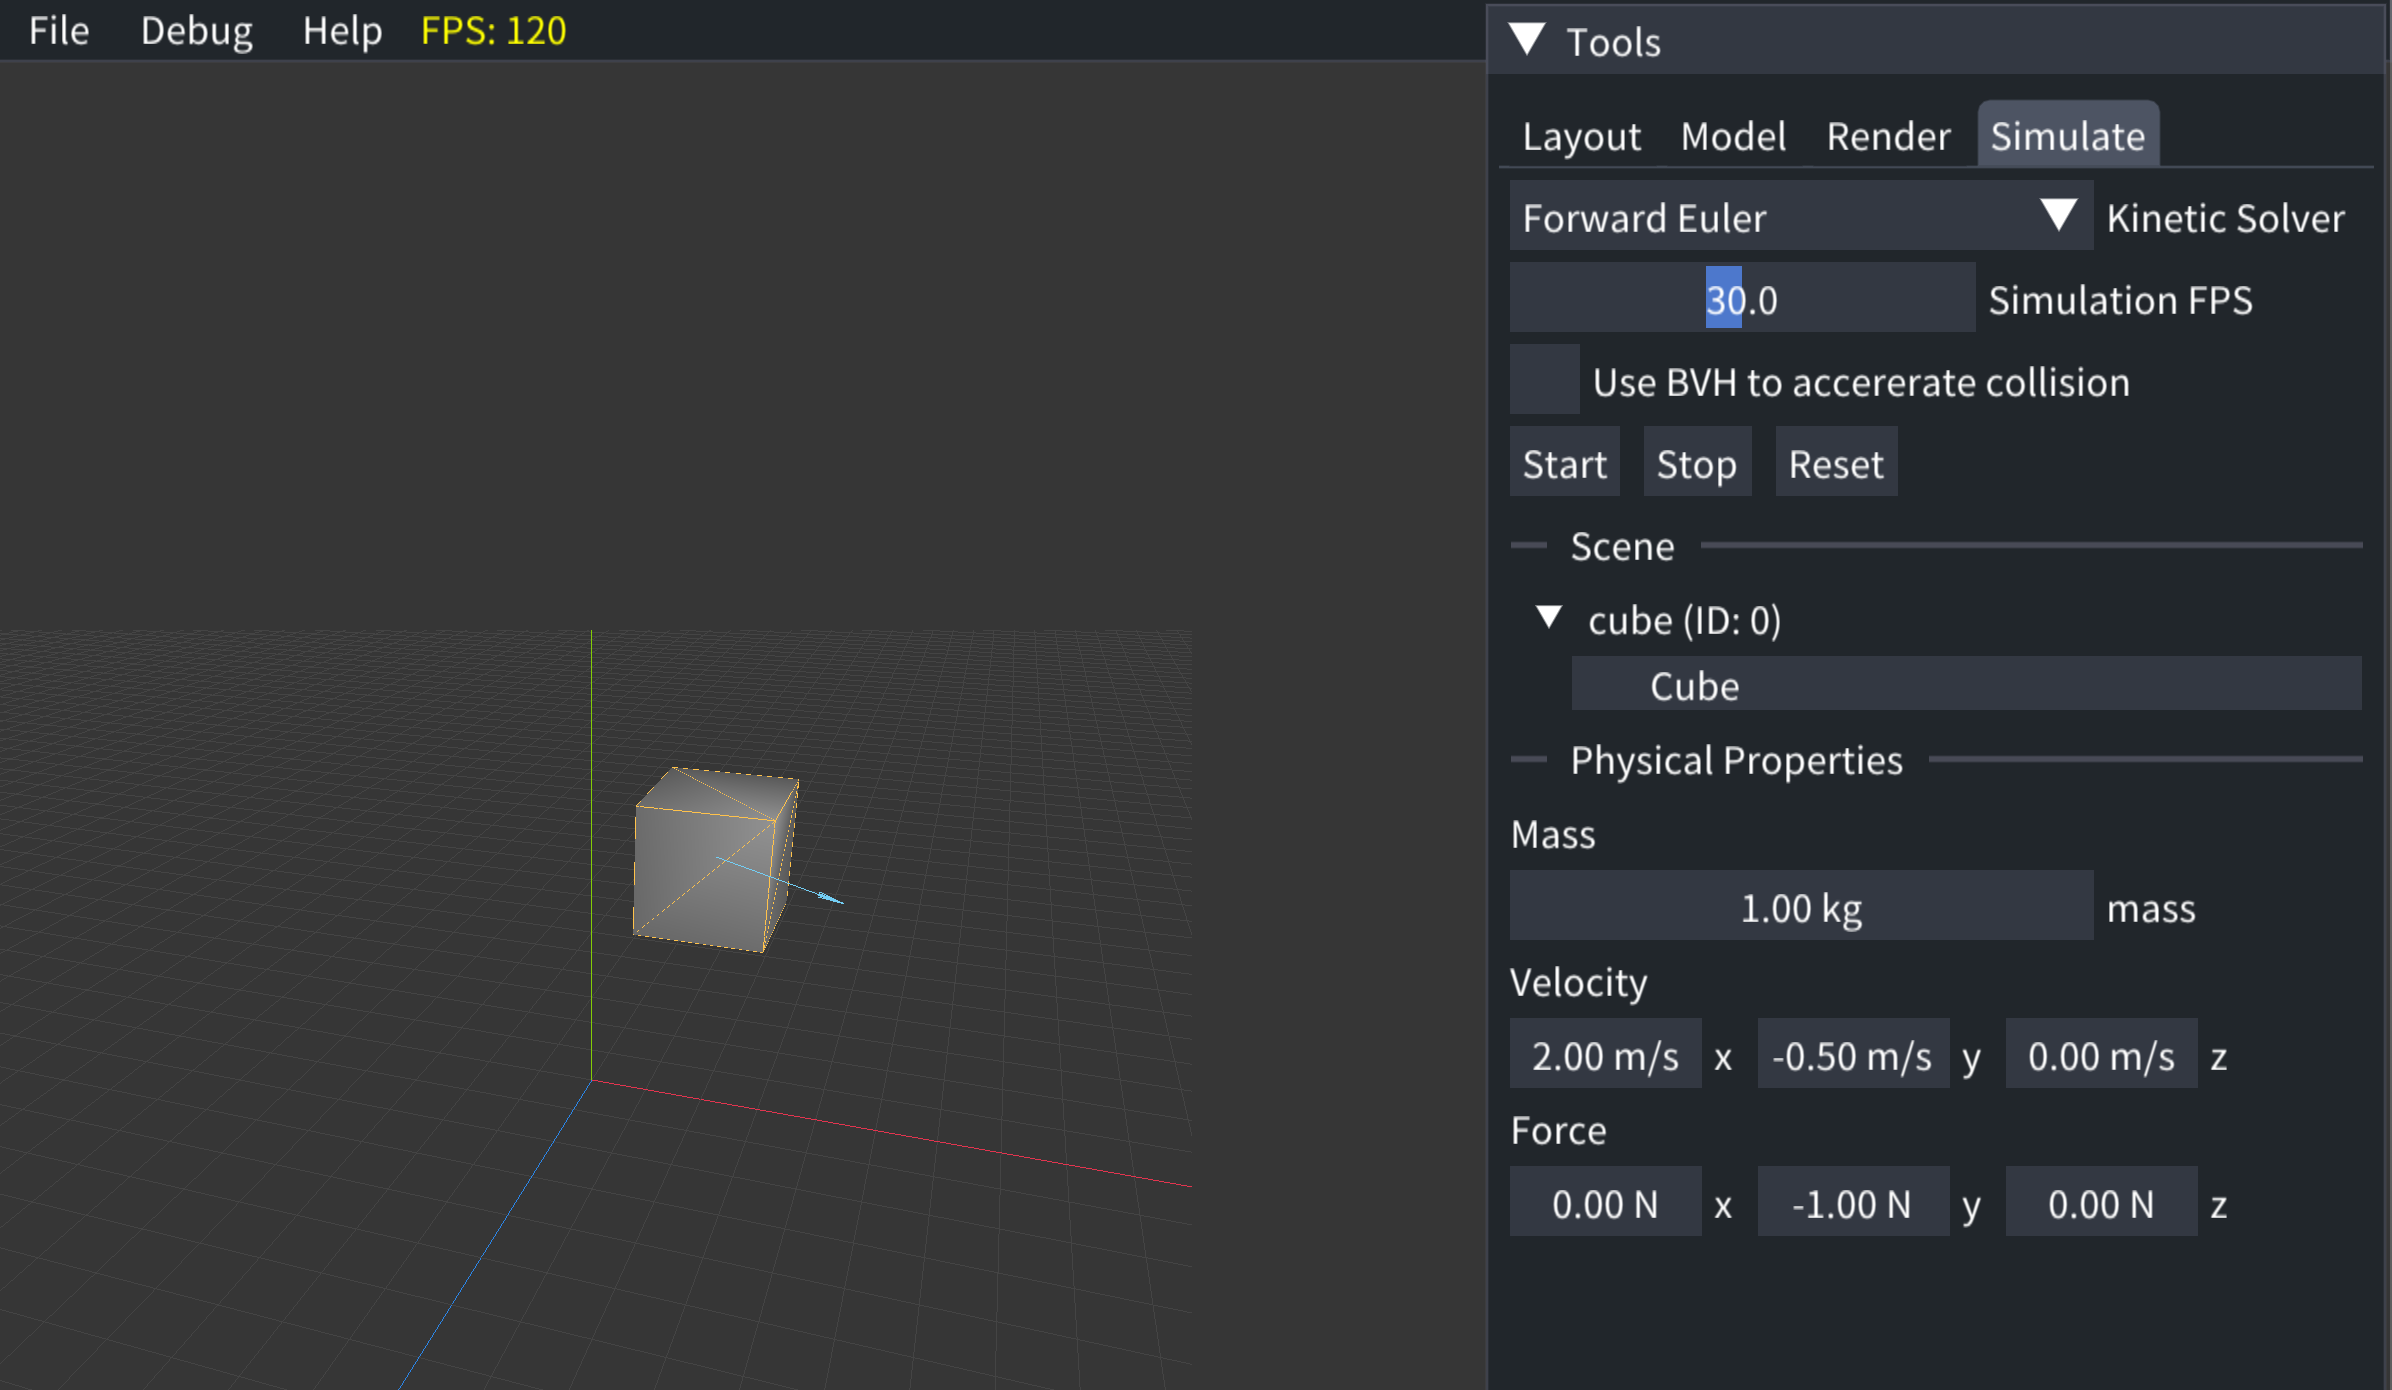 File Debug Help FPS: 120
Tools
Layout Model Render Simulate
Forward Euler Kinetic Solver
30.0 Simulation FPS
Use BVH to accererate collision
Start Stop Reset
Scene
cube (ID: 0)
Cube
Physical Properties
Mass
1.00 kg mass
Velocity
2.00 m/s x -0.50 m/s y 0.00 m/s z
Force
0.00 N x -1.00 N y 0.00 N z